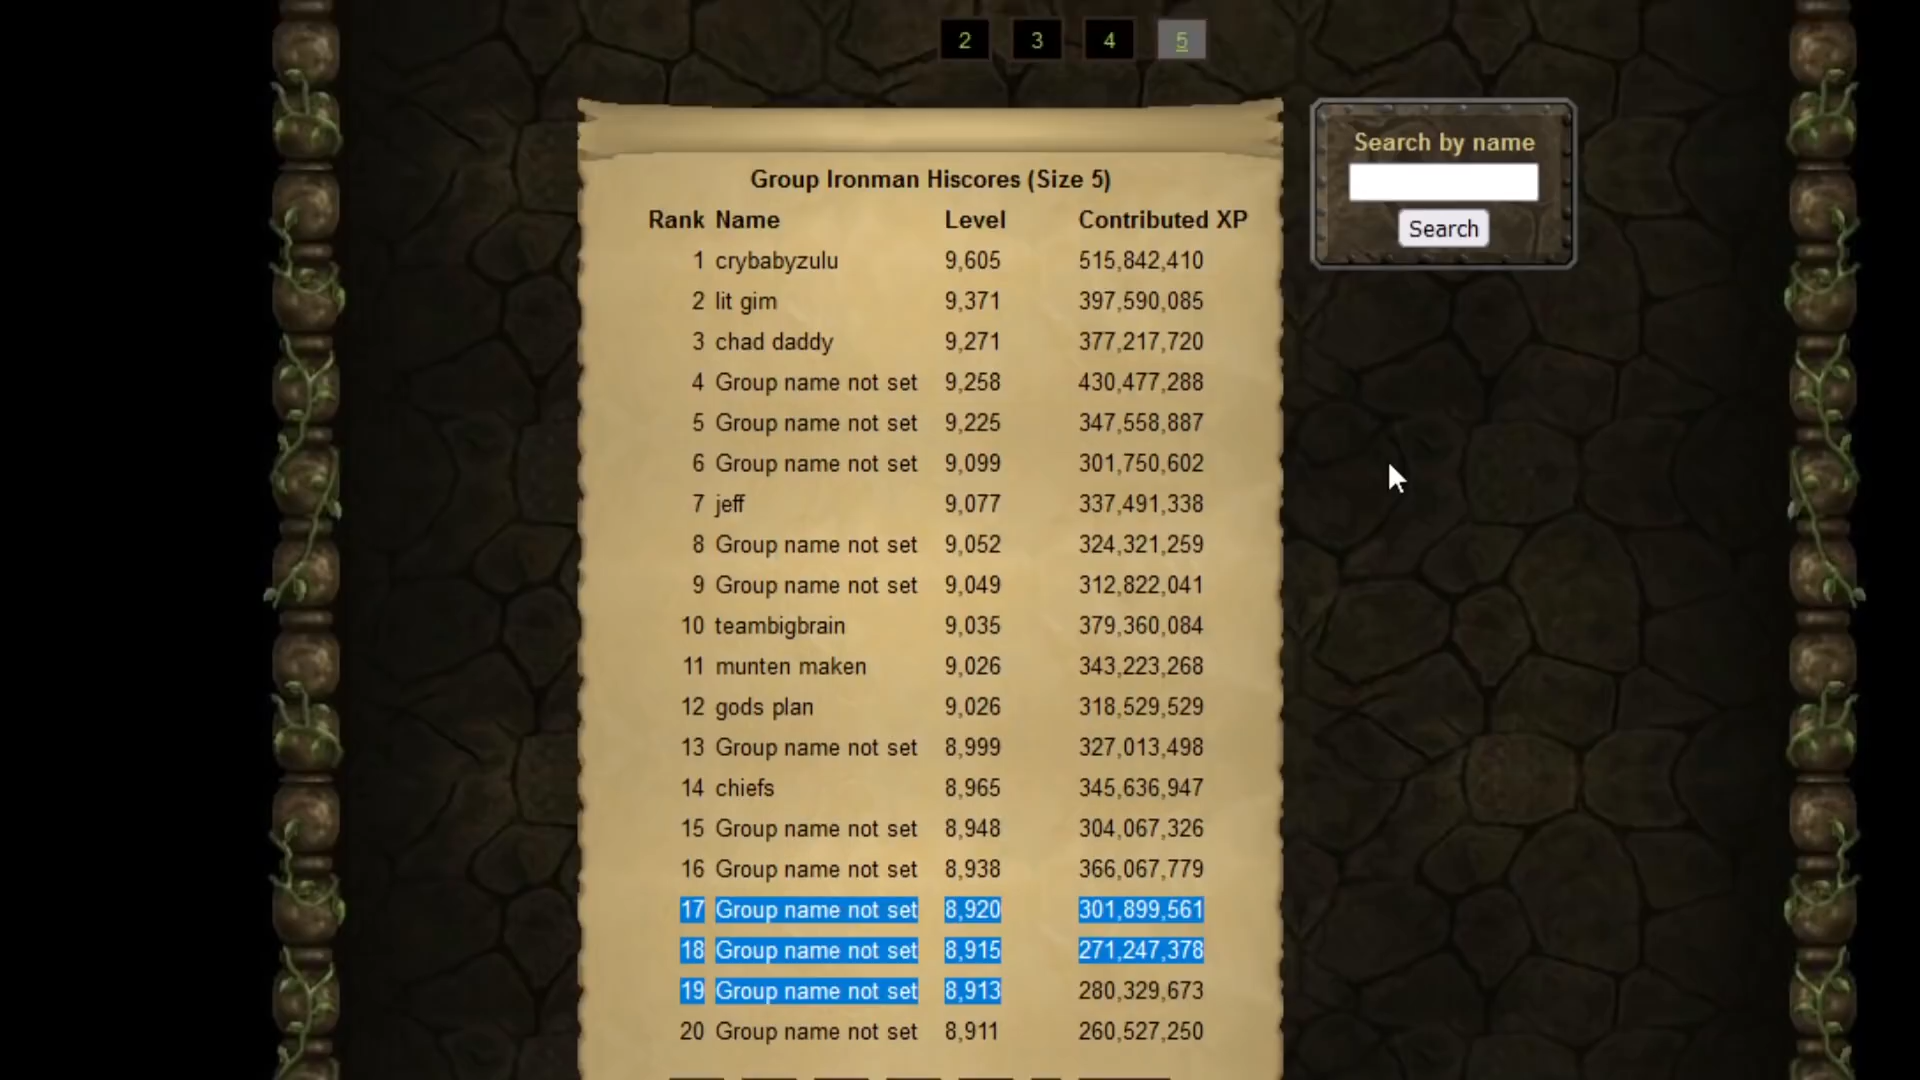 2 3 4 5
Group Ironman Hiscores (Size 5)
Rank Name Level Contributed XP
1 crybabyzulu 9,605 515,842,410
2 lit gim 9,371 397,590,085
3 chad daddy 9,271 377,217,720
4 Group name not set 9,258 430,477,288
5 Group name not set 9,225 347,558,887
6 Group name not set 9,099 301,750,602
7 jeff 9,077 337,491,338
8 Group name not set 9,052 324,321,259
9 Group name not set 9,049 312,822,041
10 teambigbrain 9,035 379,360,084
11 munten maken 9,026 343,223,268
12 gods plan 9,026 318,529,529
13 Group name not set 8,999 327,013,498
14 chiefs 8,965 345,636,947
15 Group name not set 8,948 304,067,326
16 Group name not set 8,938 366,067,779
17 Group name not set 8,920 301,899,561
18 Group name not set 8,915 271,247,378
19 Group name not set 8,913 280,329,673
20 Group name not set 8,911 260,527,250
Search by name
Search